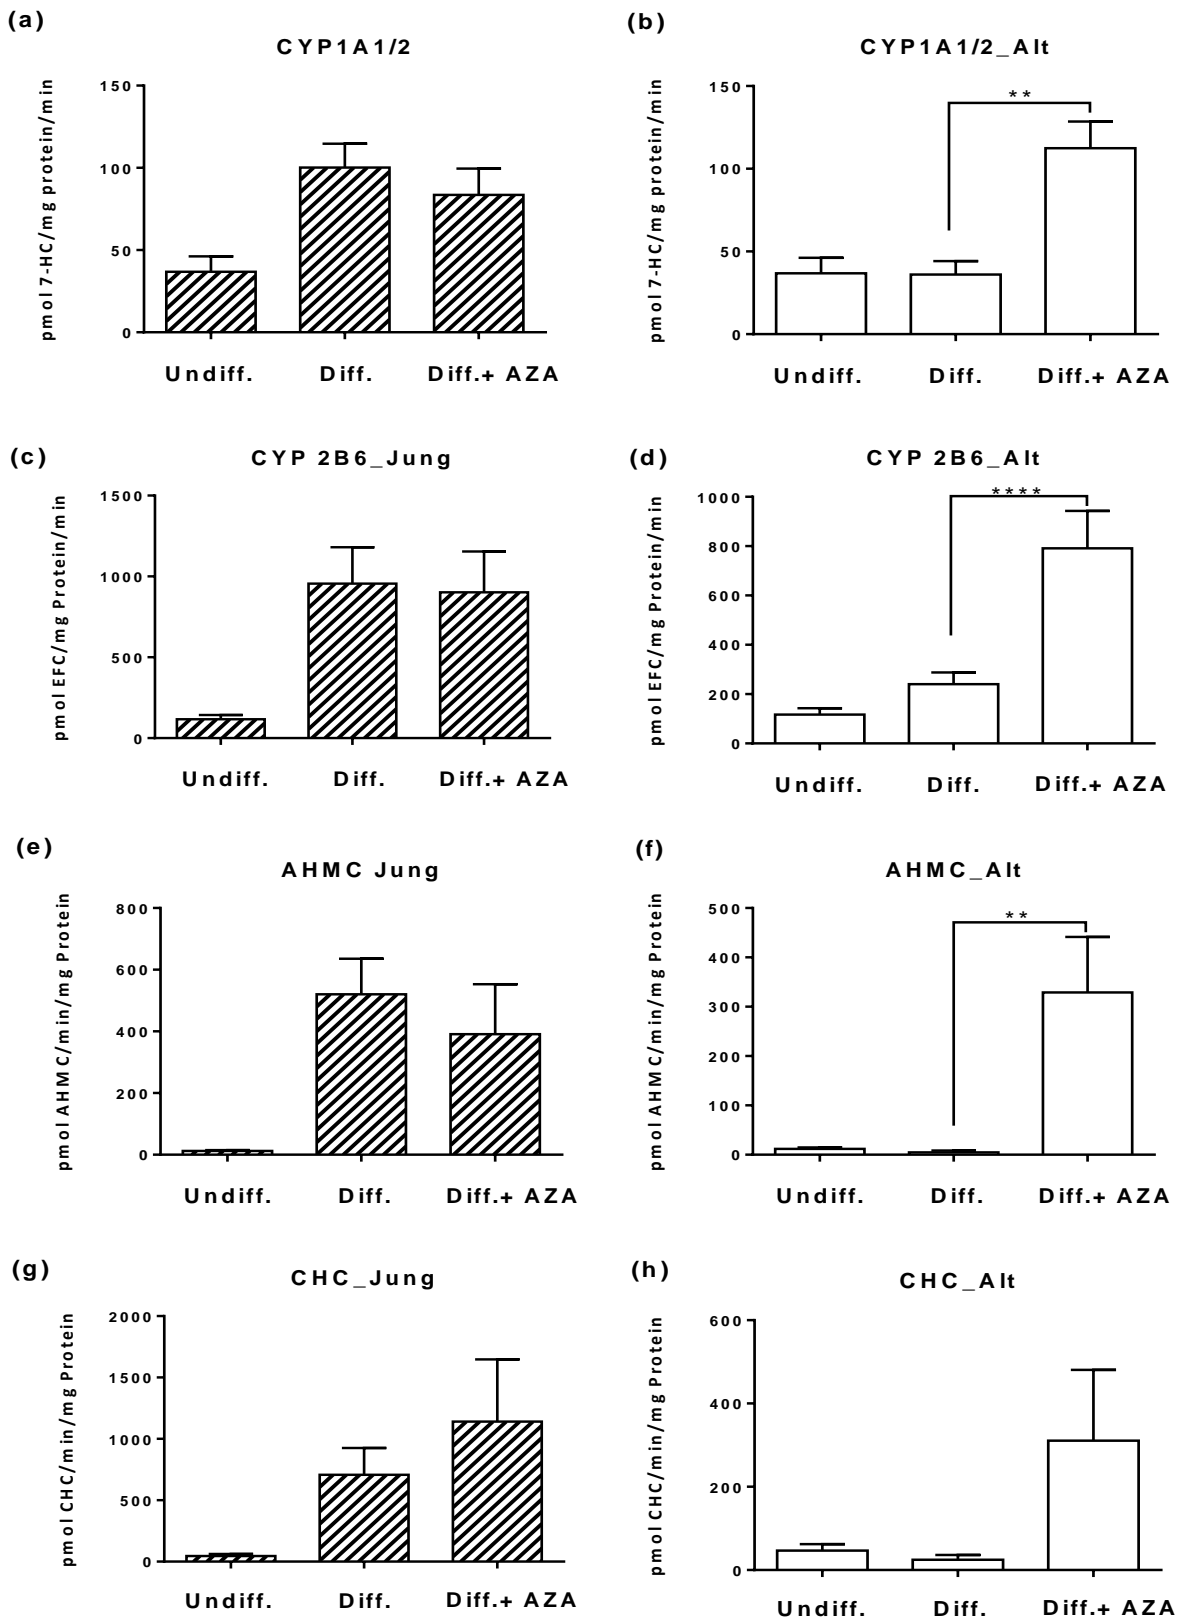 (a)
CYP1A1/2
pmol 7-HC/mg protein/min
150
100
50
0
Undiff. Diff. Diff.+ AZA
(b)
CYP1A1/2_Alt
pmol 7-HC/mg protein/min
150
100
50
0
**
Undiff. Diff. Diff.+ AZA
(c)
CYP 2B6_Jung
pmol EFC/mg Protein/min
1500
1000
500
0
Undiff. Diff. Diff.+ AZA
(d)
CYP 2B6_Alt
pmol EFC/mg Protein/min
1000
800
600
400
200
0
****
Undiff. Diff. Diff.+ AZA
(e)
AHMC Jung
pmol AHMC/min/mg Protein
800
600
400
200
0
Undiff. Diff. Diff.+ AZA
(f)
AHMC_Alt
pmol AHMC/min/mg Protein
500
400
300
200
100
0
**
Undiff. Diff. Diff.+ AZA
(g)
CHC_Jung
pmol CHC/min/mg Protein
2000
1500
1000
500
0
Undiff. Diff. Diff.+ AZA
(h)
CHC_Alt
pmol CHC/min/mg Protein
600
400
200
0
Undiff. Diff. Diff.+ AZA